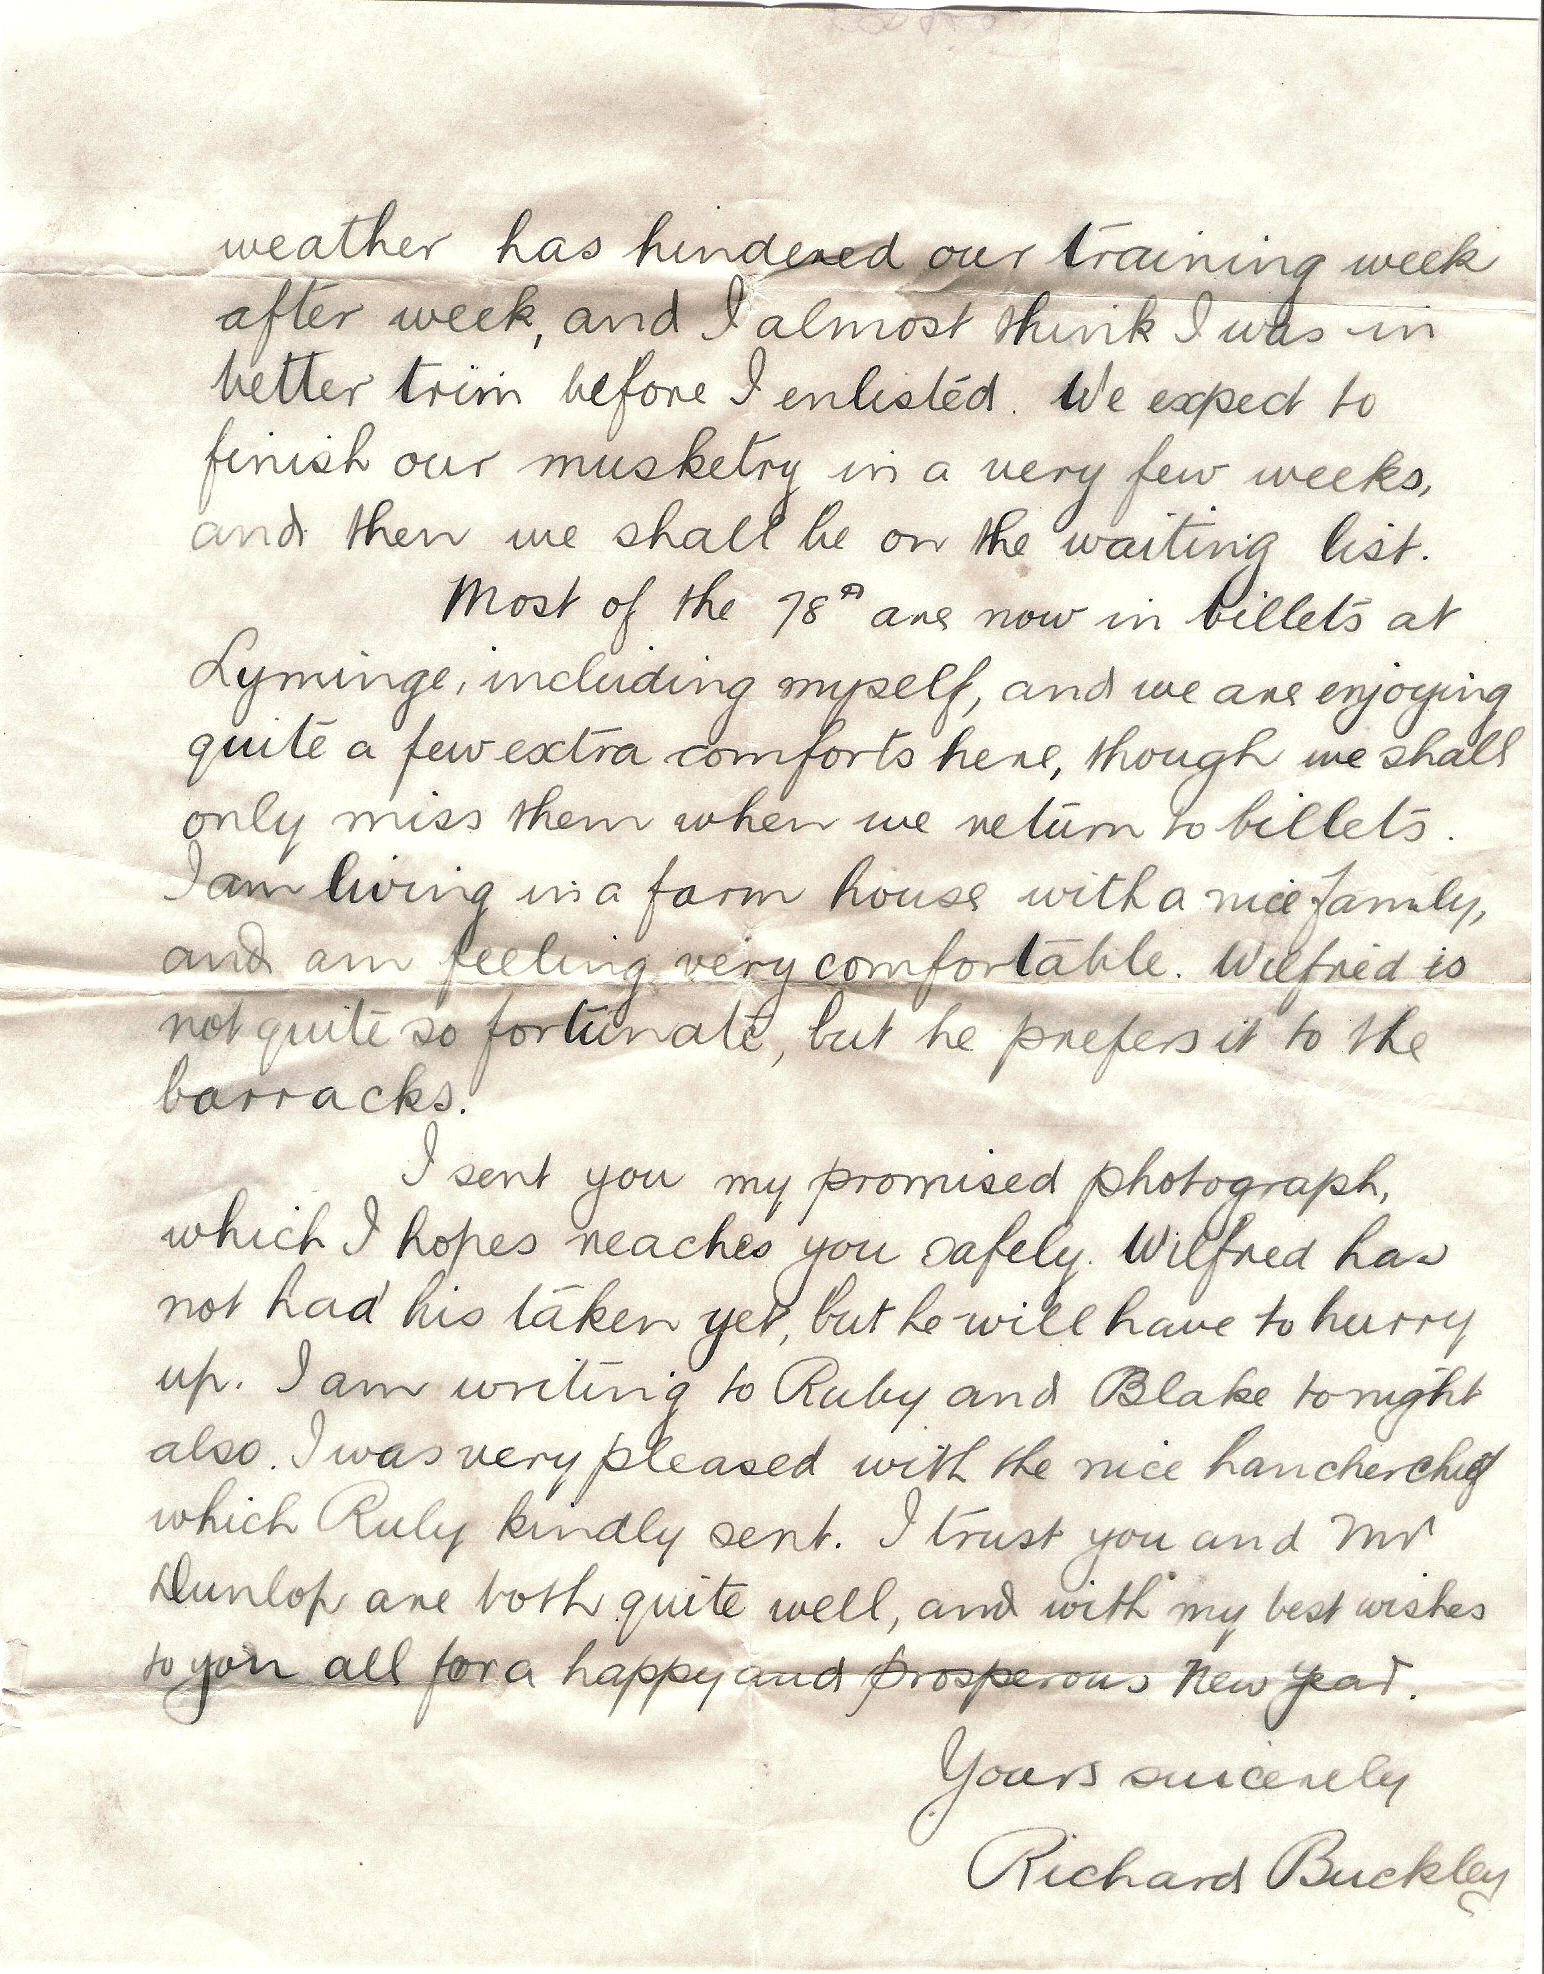 weather has hindered our training week
after week, and I almost think I was in
better trim before I enlisted. We expect to
finish our musketry in a very few weeks,
and then we shall be on the waiting list.
Most of the 78th are now in billets at
Lyminge, including myself, and we are enjoying
quite a few extra comforts here, though we shall
only miss them when we return to billets.
I am living in a farm house with a nice family,
and am feeling very comfortable. Wilfred is
not quite so fortunate, but he prefers it to the
barracks.
I sent you my promised photograph,
which I hopes reaches you safely. Wilfred has
not had his taken yet, but he will have to hurry
up. I am writing to Ruby and Blake tonight
also. I was very pleased with the nice hancherchief
which Ruby kindly sent. I trust you and Mr
Dunlop are both quite well, and with my best wishes
to you all for a happy and prosperous New Year.
Yours sincerely
Richard Buckley